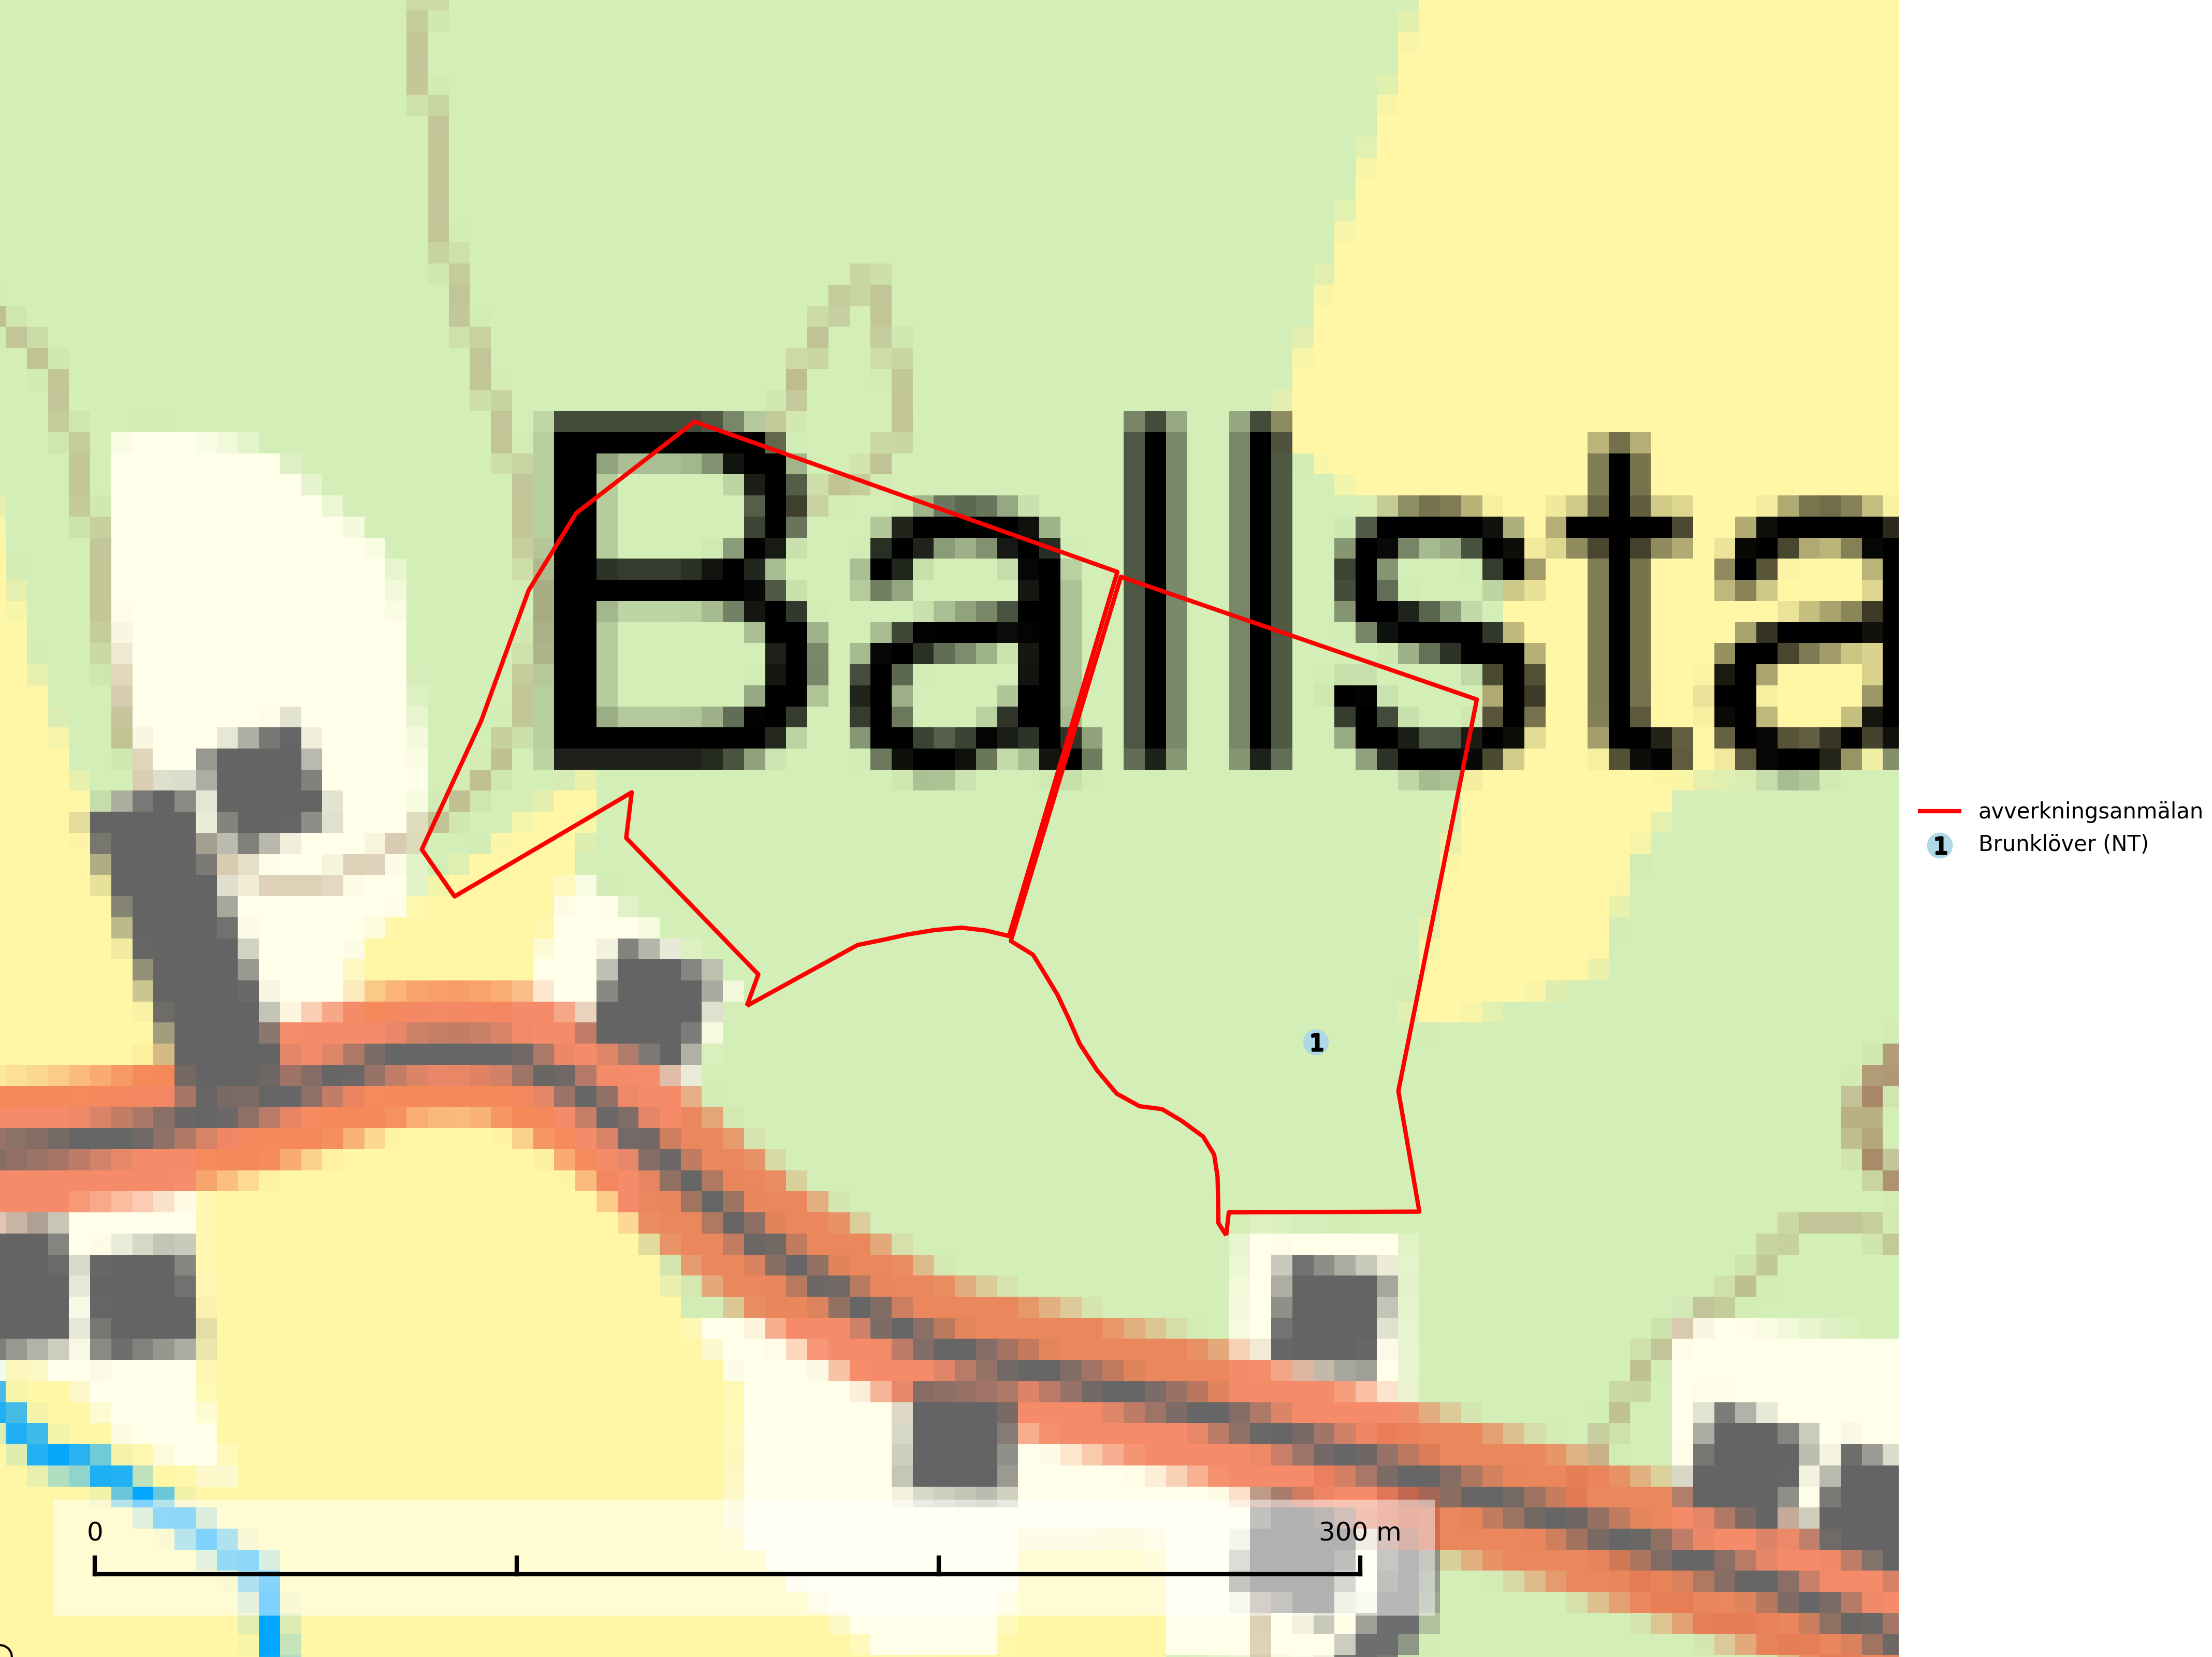 Ballsta
1
avverkningsanmälan
1 Brunklöver (NT)
0 300 m